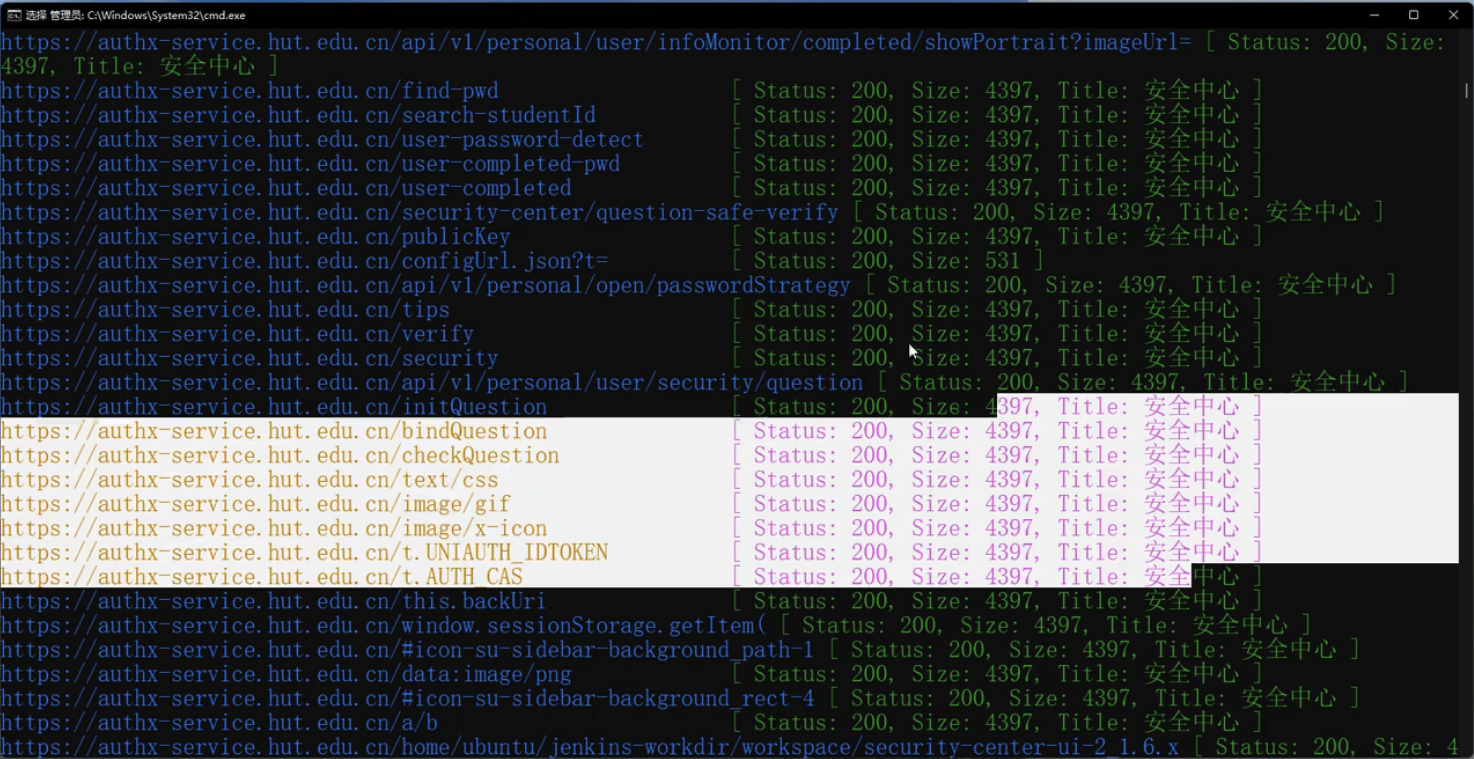 选择 管理员: C:\Windows\System32\cmd.exe
https://authx-service.hut.edu.cn/api/v1/personal/user/infoMonitor/completed/showPortrait?imageUrl= [ Status: 200, Size:
4397, Title: 安全中心 ]
https://authx-service.hut.edu.cn/find-pwd [ Status: 200, Size: 4397, Title: 安全中心 ]
https://authx-service.hut.edu.cn/search-studentId [ Status: 200, Size: 4397, Title: 安全中心 ]
https://authx-service.hut.edu.cn/user-password-detect [ Status: 200, Size: 4397, Title: 安全中心 ]
https://authx-service.hut.edu.cn/user-completed-pwd [ Status: 200, Size: 4397, Title: 安全中心 ]
https://authx-service.hut.edu.cn/user-completed [ Status: 200, Size: 4397, Title: 安全中心 ]
https://authx-service.hut.edu.cn/security-center/question-safe-verify [ Status: 200, Size: 4397, Title: 安全中心 ]
https://authx-service.hut.edu.cn/publicKey [ Status: 200, Size: 4397, Title: 安全中心 ]
https://authx-service.hut.edu.cn/configUrl.json?t= [ Status: 200, Size: 531 ]
https://authx-service.hut.edu.cn/api/v1/personal/open/passwordStrategy [ Status: 200, Size: 4397, Title: 安全中心 ]
https://authx-service.hut.edu.cn/tips [ Status: 200, Size: 4397, Title: 安全中心 ]
https://authx-service.hut.edu.cn/verify [ Status: 200, Size: 4397, Title: 安全中心 ]
https://authx-service.hut.edu.cn/security [ Status: 200, Size: 4397, Title: 安全中心 ]
https://authx-service.hut.edu.cn/api/v1/personal/user/security/question [ Status: 200, Size: 4397, Title: 安全中心 ]
https://authx-service.hut.edu.cn/initQuestion [ Status: 200, Size: 4397, Title: 安全中心 ]
https://authx-service.hut.edu.cn/bindQuestion [ Status: 200, Size: 4397, Title: 安全中心 ]
https://authx-service.hut.edu.cn/checkQuestion [ Status: 200, Size: 4397, Title: 安全中心 ]
https://authx-service.hut.edu.cn/text/css [ Status: 200, Size: 4397, Title: 安全中心 ]
https://authx-service.hut.edu.cn/image/gif [ Status: 200, Size: 4397, Title: 安全中心 ]
https://authx-service.hut.edu.cn/image/x-icon [ Status: 200, Size: 4397, Title: 安全中心 ]
https://authx-service.hut.edu.cn/t.UNIAUTH_IDTOKEN [ Status: 200, Size: 4397, Title: 安全中心 ]
https://authx-service.hut.edu.cn/t.AUTH_CAS [ Status: 200, Size: 4397, Title: 安全中心 ]
https://authx-service.hut.edu.cn/this.backUri [ Status: 200, Size: 4397, Title: 安全中心 ]
https://authx-service.hut.edu.cn/window.sessionStorage.getItem( [ Status: 200, Size: 4397, Title: 安全中心 ]
https://authx-service.hut.edu.cn/#icon-su-sidebar-background_path-1 [ Status: 200, Size: 4397, Title: 安全中心 ]
https://authx-service.hut.edu.cn/data:image/png [ Status: 200, Size: 4397, Title: 安全中心 ]
https://authx-service.hut.edu.cn/#icon-su-sidebar-background_rect-4 [ Status: 200, Size: 4397, Title: 安全中心 ]
https://authx-service.hut.edu.cn/a/b [ Status: 200, Size: 4397, Title: 安全中心 ]
https://authx-service.hut.edu.cn/home/ubuntu/jenkins-workdir/workspace/security-center-ui-2_1.6.x [ Status: 200, Size: 4